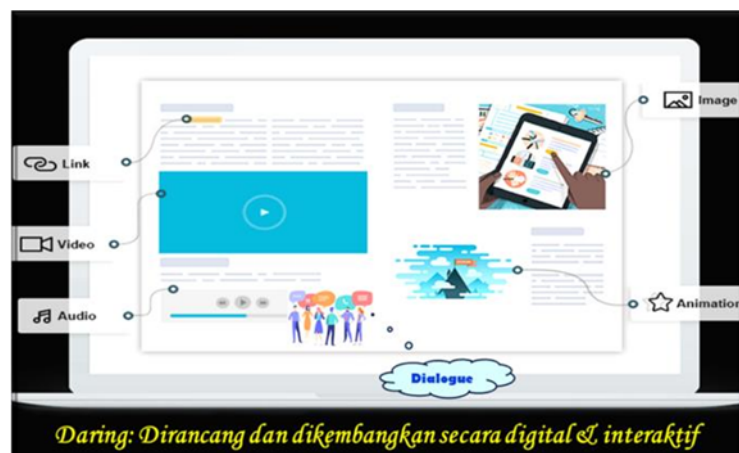 Link
Video
Audio
Image
Animation
Dialogue
Daring: Dirancang dan dikembangkan secara digital & interaktif